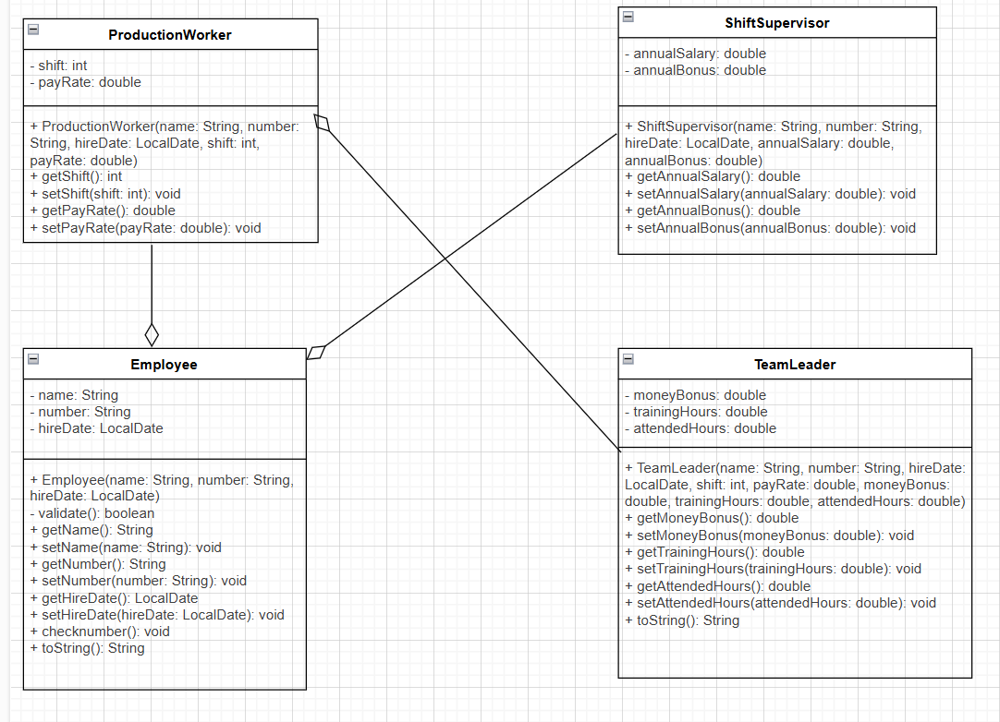 ProductionWorker
- shift: int
- payRate: double
+ ProductionWorker(name: String, number:
String, hireDate: LocalDate, shift: int,
payRate: double)
+ getShift(): int
+ setShift(shift: int): void
+ getPayRate(): double
+ setPayRate(payRate: double): void
ShiftSupervisor
- annualSalary: double
- annualBonus: double
+ ShiftSupervisor(name: String, number: String,
hireDate: LocalDate, annualSalary: double,
annualBonus: double)
+ getAnnualSalary(): double
+ setAnnualSalary(annualSalary: double): void
+ getAnnualBonus(): double
+ setAnnualBonus(annualBonus: double): void
Employee
- name: String
- number: String
- hireDate: LocalDate
+ Employee(name: String, number: String,
hireDate: LocalDate)
- validate(): boolean
+ getName(): String
+ setName(name: String): void
+ getNumber(): String
+ setNumber(number: String): void
+ getHireDate(): LocalDate
+ setHireDate(hireDate: LocalDate): void
+ checknumber(): void
+ toString(): String
TeamLeader
- moneyBonus: double
- trainingHours: double
- attendedHours: double
+ TeamLeader(name: String, number: String, hireDate:
LocalDate, shift: int, payRate: double, moneyBonus:
double, trainingHours: double, attendedHours: double)
+ getMoneyBonus(): double
+ setMoneyBonus(moneyBonus: double): void
+ getTrainingHours(): double
+ setTrainingHours(trainingHours: double): void
+ getAttendedHours(): double
+ setAttendedHours(attendedHours: double): void
+ toString(): String